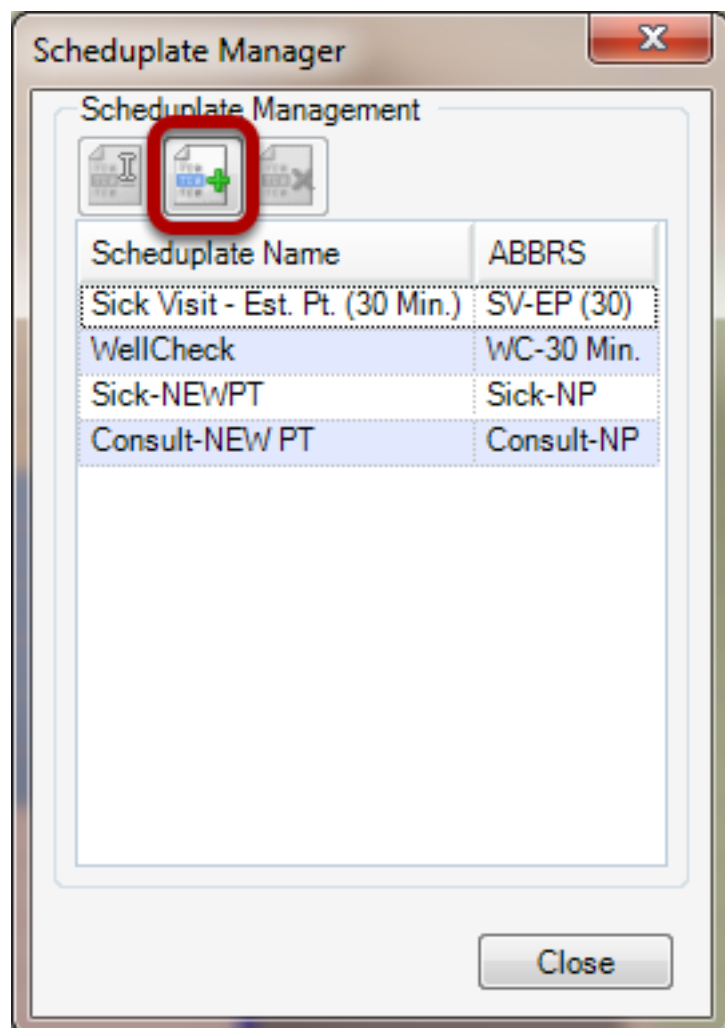 Scheduplate Manager
Scheduplate Management
Scheduplate Name ABBRS
Sick Visit - Est. Pt. (30 Min.) SV-EP (30)
WellCheck WC-30 Min.
Sick-NEWPT Sick-NP
Consult-NEW PT Consult-NP
Close